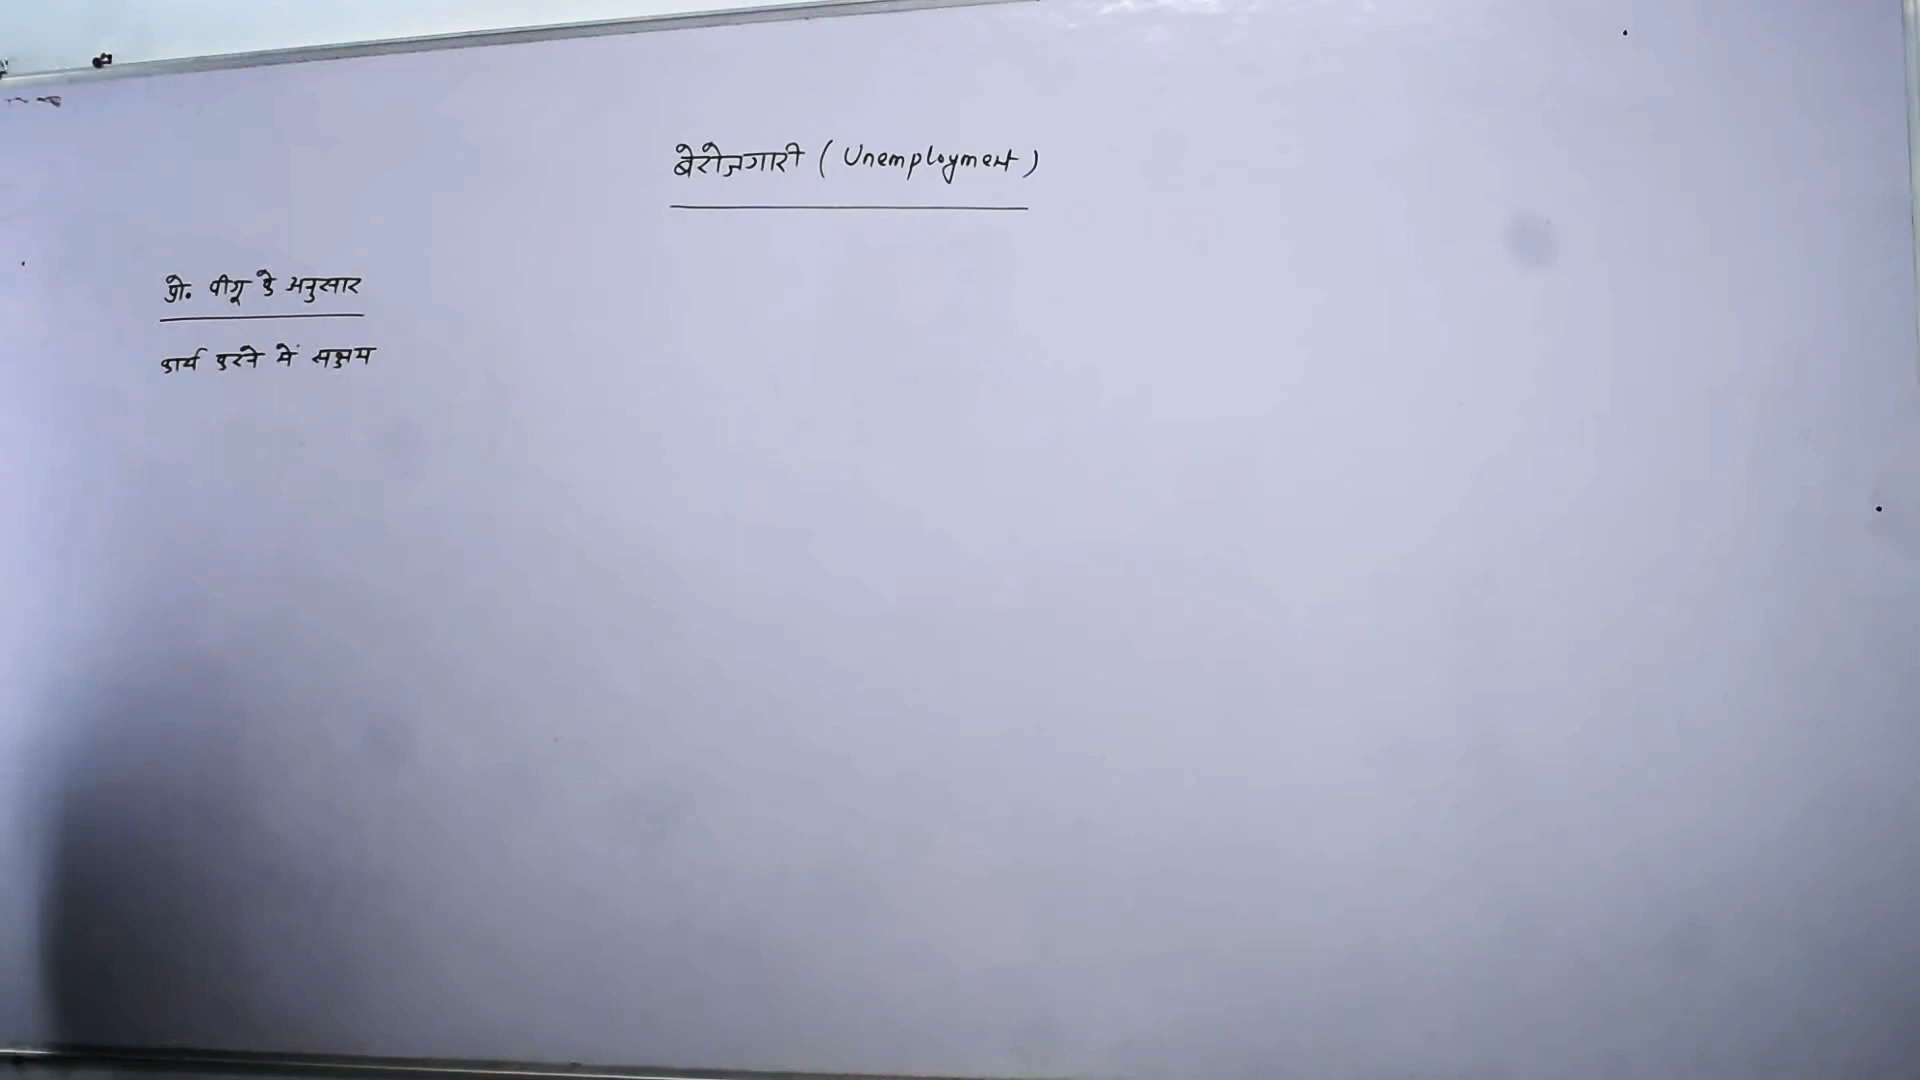 बेरोजगारी ( Unemployment )
प्रो. पीगू के अनुसार
कार्य करने में सक्षम